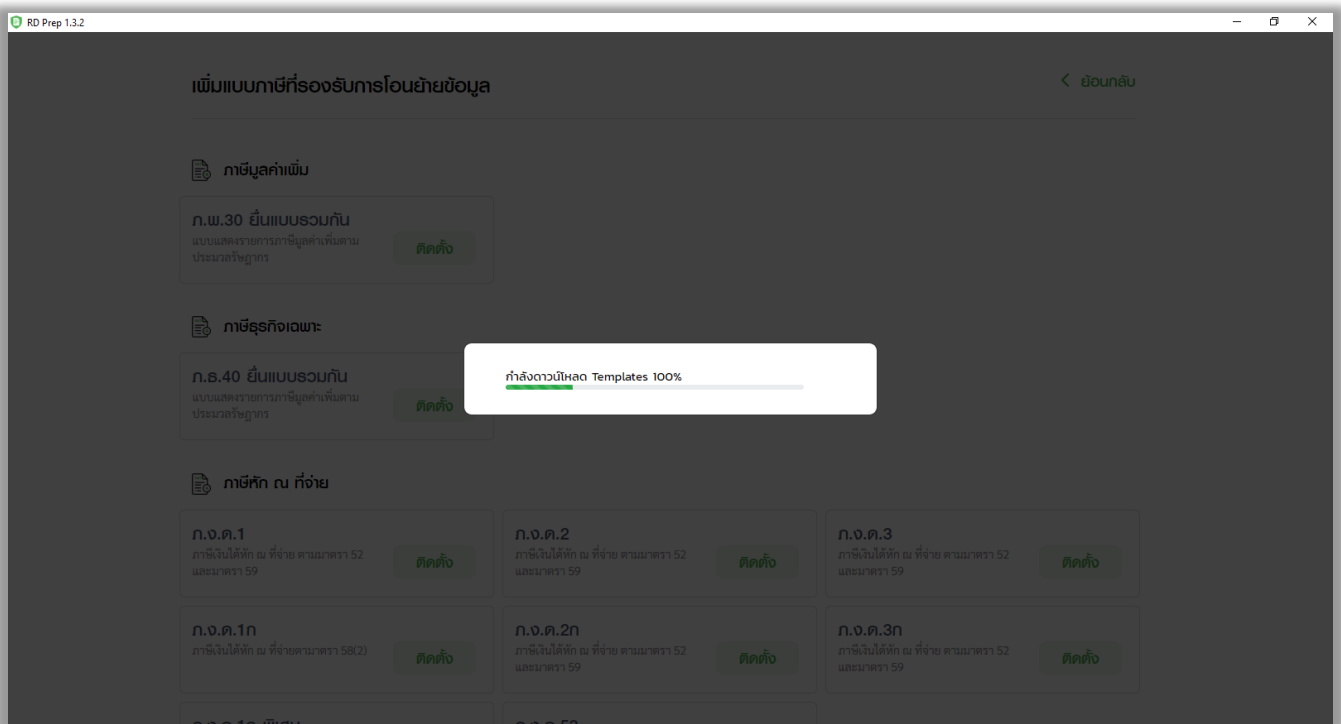 RD Prep 1.3.2
เพิ่มแบบภาษีที่รองรับการโอนย้ายข้อมูล
ย้อนกลับ
ภาษีมูลค่าเพิ่ม
ภ.พ.30 ยื่นแบบรวมกัน
แบบแสดงรายการภาษีมูลค่าเพิ่มตาม
ประมวลรัษฎากร
ติดตั้ง
ภาษีธุรกิจเฉพาะ
ภ.ธ.40 ยื่นแบบรวมกัน
แบบแสดงรายการภาษีมูลค่าเพิ่มตาม
ประมวลรัษฎากร
ติดตั้ง
กำลังดาวน์โหลด Templates 100%
ภาษีหัก ณ ที่จ่าย
ภ.ง.ด.1
ภาษีเงินได้หัก ณ ที่จ่าย ตามมาตรา 52
และมาตรา 59
ติดตั้ง
ภ.ง.ด.2
ภาษีเงินได้หัก ณ ที่จ่าย ตามมาตรา 52
และมาตรา 59
ติดตั้ง
ภ.ง.ด.3
ภาษีเงินได้หัก ณ ที่จ่าย ตามมาตรา 52
และมาตรา 59
ติดตั้ง
ภ.ง.ด.1ก
ภาษีเงินได้หัก ณ ที่จ่ายตามาตรา 58(2)
ติดตั้ง
ภ.ง.ด.2ก
ภาษีเงินได้หัก ณ ที่จ่าย ตามมาตรา 52
และมาตรา 59
ติดตั้ง
ภ.ง.ด.3ก
ภาษีเงินได้หัก ณ ที่จ่าย ตามมาตรา 52
และมาตรา 59
ติดตั้ง
ภ.ง.ด.1ก พิเศษ
ภ.ง.ด.53